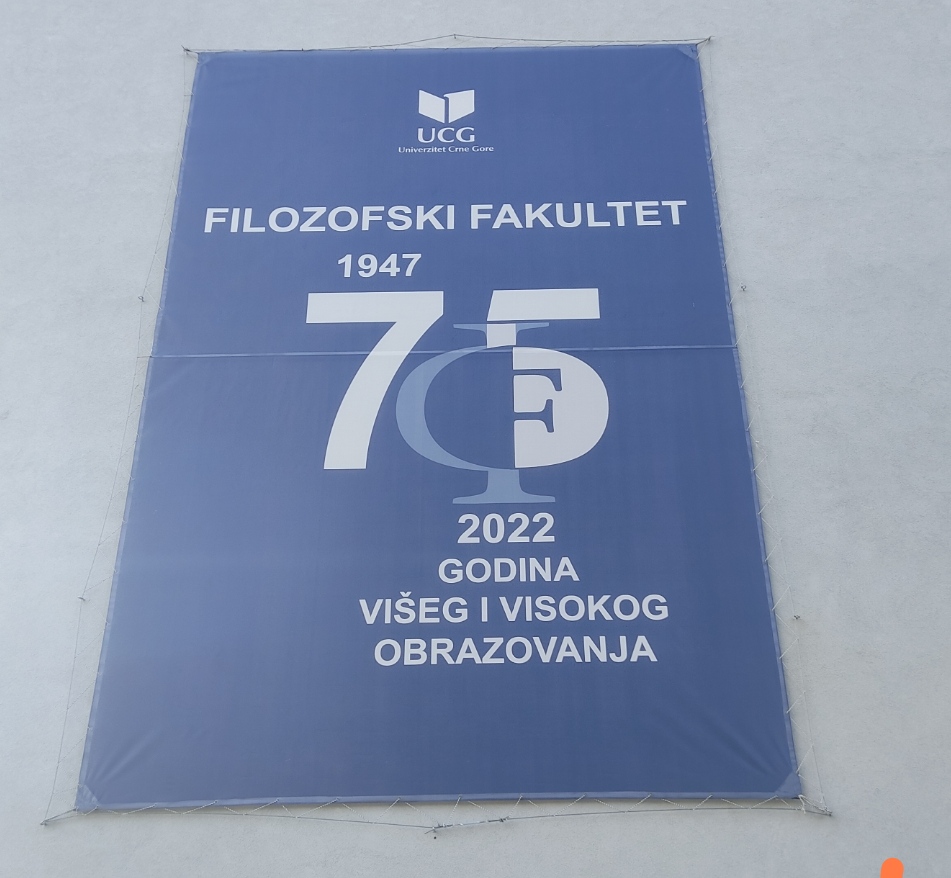 UCG
Univerzitet Crne Gore
FILOZOFSKI FAKULTET
1947
75
F
2022
GODINA
VIŠEG I VISOKOG
OBRAZOVANJA